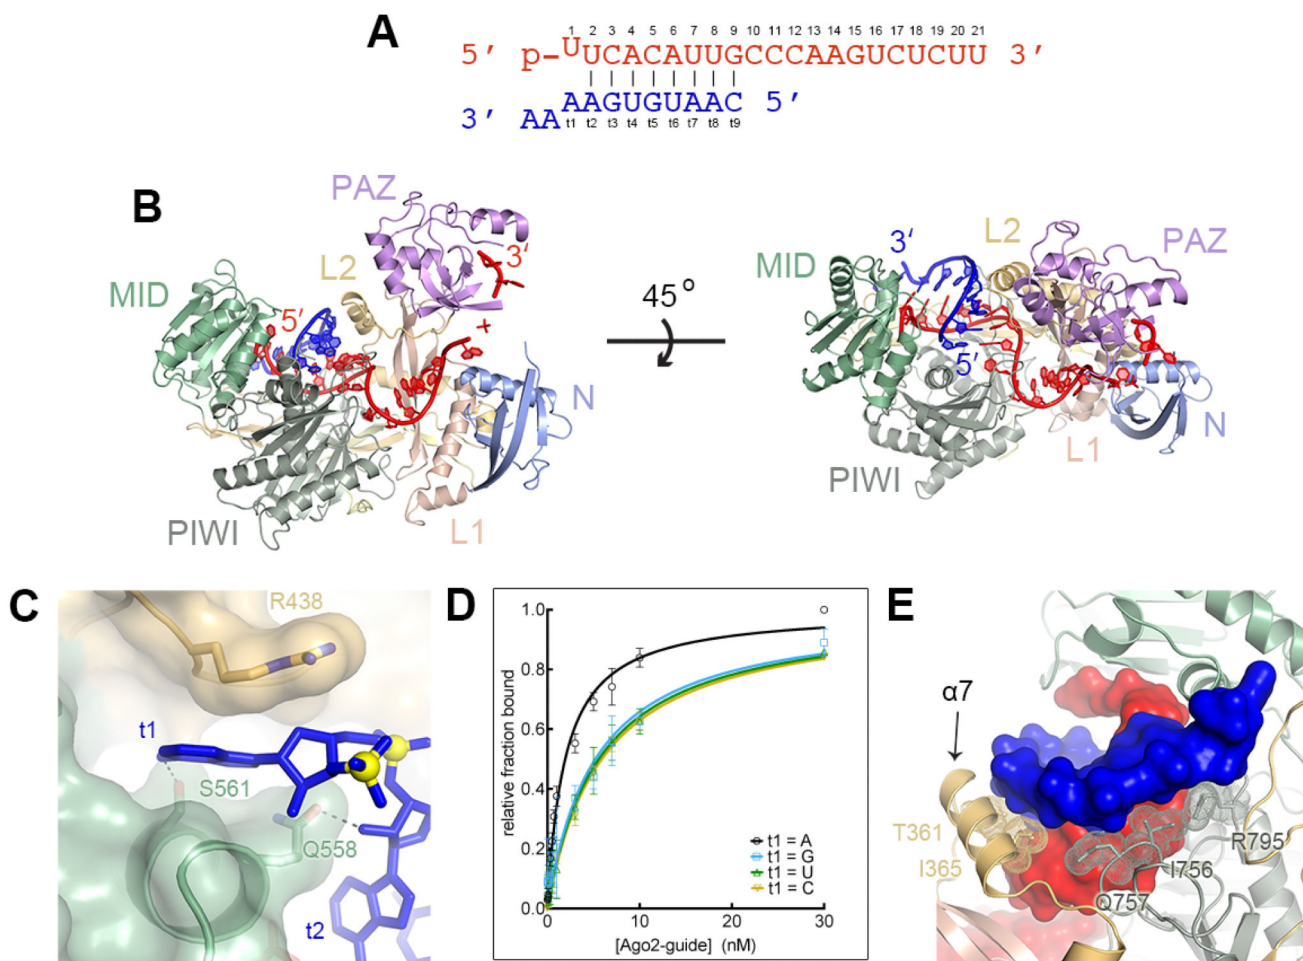 A
1 2 3 4 5 6 7 8 9 10 11 12 13 14 15 16 17 18 19 20 21
5′ p-UUCACAUUGCCCAAGUCUCUU 3′
3′ AAAAGUGUAAC 5′
t1 t2 t3 t4 t5 t6 t7 t8 t9
B
PAZ
L2
3′
MID
5′
N
PIWI
L1
45°
3′
L2
PAZ
MID
5′
N
L1
PIWI
C
R438
t1
S561
Q558
t2
D
relative fraction bound
1.0
0.8
0.6
0.4
0.2
0.0
t1 = A
t1 = G
t1 = U
t1 = C
0 10 20 30
[Ago2-guide] (nM)
E
α7
T361
I365
R795
I756
Q757